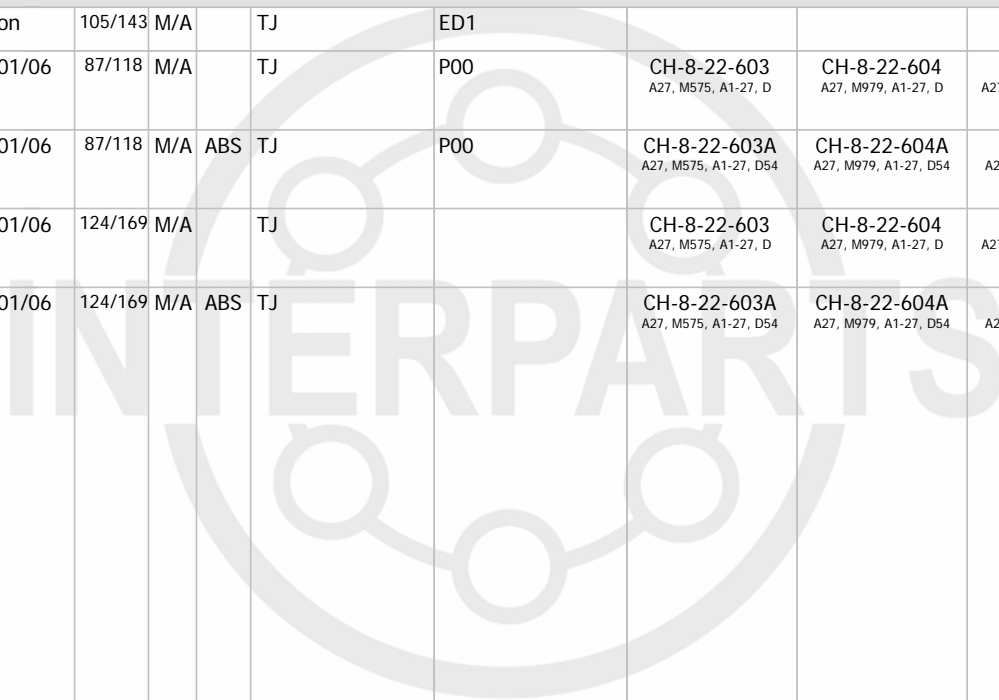 on 105/143 M/A TJ ED1
01/06 87/118 M/A TJ P00 CH-8-22-603 CH-8-22-604
A27, M575, A1-27, D A27, M979, A1-27, D A27
01/06 87/118 M/A ABS TJ P00 CH-8-22-603A CH-8-22-604A
A27, M575, A1-27, D54 A27, M979, A1-27, D54 A2
01/06 124/169 M/A TJ CH-8-22-603 CH-8-22-604
A27, M575, A1-27, D A27, M979, A1-27, D A27
01/06 124/169 M/A ABS TJ CH-8-22-603A CH-8-22-604A
A27, M575, A1-27, D54 A27, M979, A1-27, D54 A2
INTERPARTS